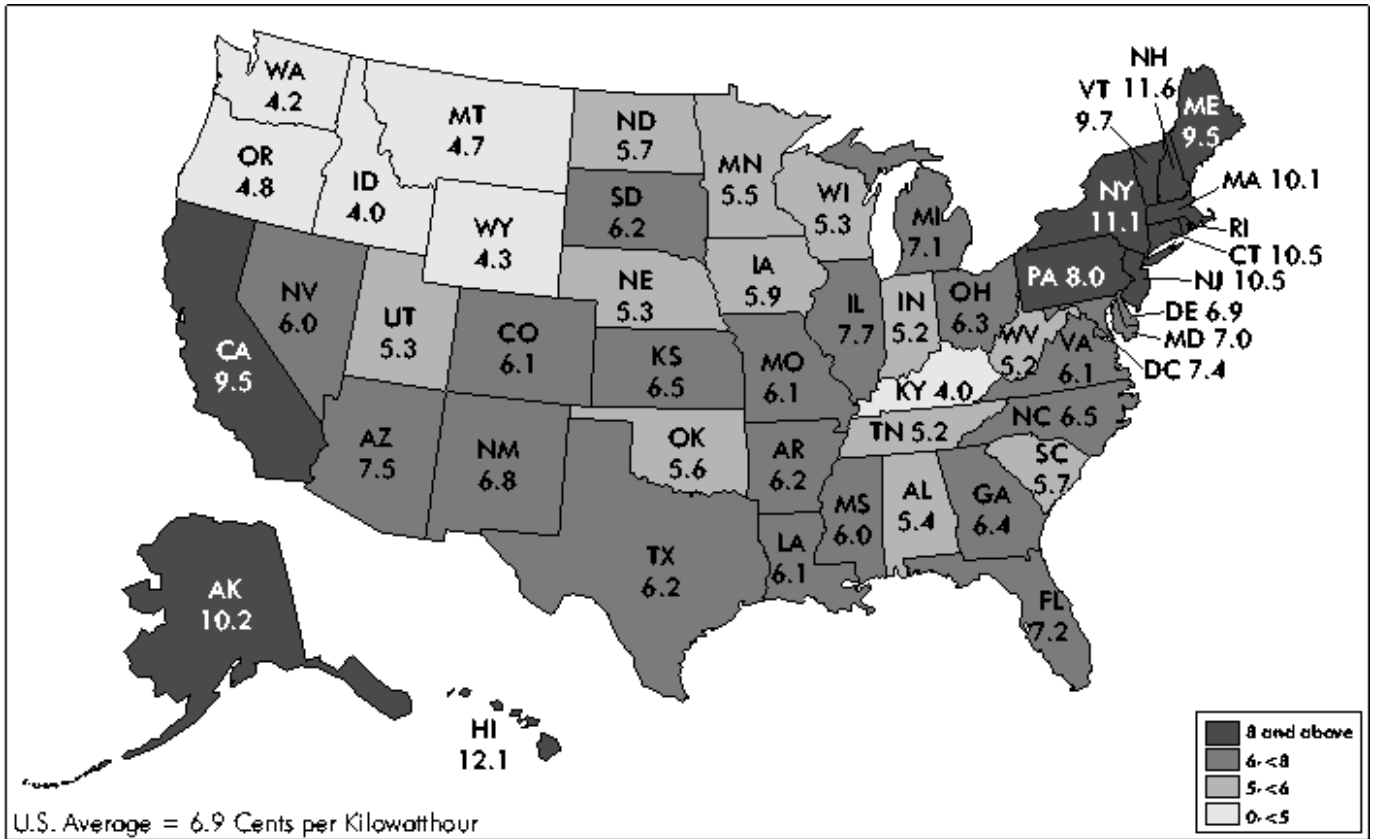 WA
4.2
MT
4.7
ND
5.7
MN
5.5
NH
11.6
VT
9.7
ME
9.5
OR
4.8
ID
4.0
WY
4.3
SD
6.2
WI
5.3
MI
7.1
NY
11.1
MA 10.1
RI
CT 10.5
NJ 10.5
PA 8.0
DE 6.9
MD 7.0
DC 7.4
NV
6.0
UT
5.3
CO
6.1
NE
5.3
IA
5.9
IL
7.7
IN
5.2
OH
6.3
WV
5.2
VA
6.1
CA
9.5
KS
6.5
MO
6.1
KY 4.0
NC 6.5
TN 5.2
SC
5.7
AZ
7.5
NM
6.8
OK
5.6
AR
6.2
MS
6.0
AL
5.4
GA
6.4
TX
6.2
LA
6.1
FL
7.2
AK
10.2
HI
12.1
8 and above
6-<8
5-<6
0-<5
U.S. Average = 6.9 Cents per Kilowatthour